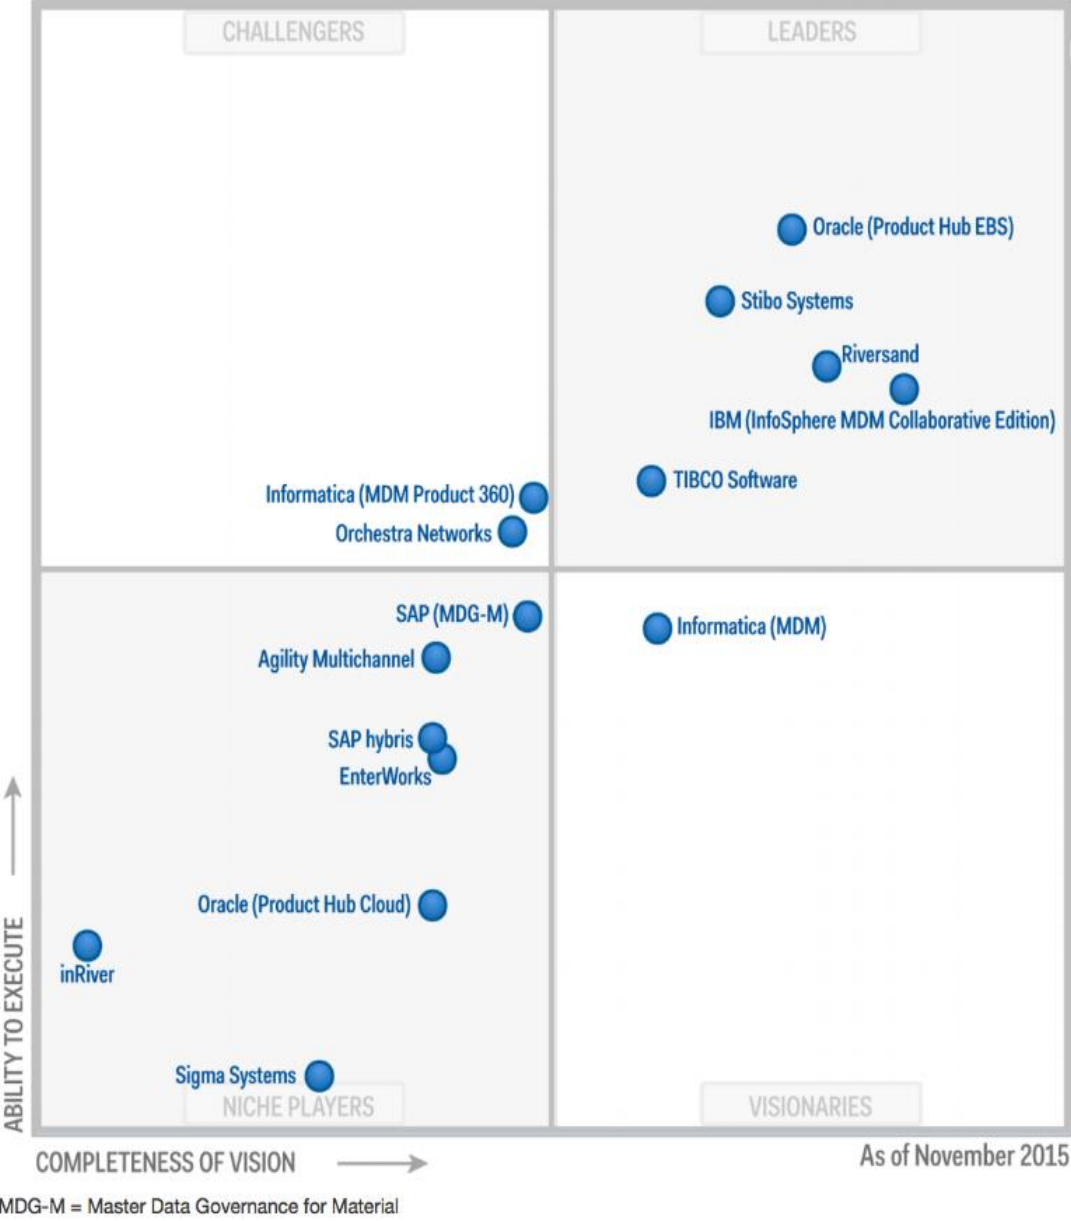 CHALLENGERS
LEADERS
Oracle (Product Hub EBS)
Stibo Systems
Riversand
IBM (InfoSphere MDM Collaborative Edition)
TIBCO Software
Informatica (MDM Product 360)
Orchestra Networks
SAP (MDG-M)
Informatica (MDM)
Agility Multichannel
SAP hybris
EnterWorks
Oracle (Product Hub Cloud)
inRiver
Sigma Systems
NICHE PLAYERS
VISIONARIES
ABILITY TO EXECUTE
COMPLETENESS OF VISION
As of November 2015
MDG-M = Master Data Governance for Material